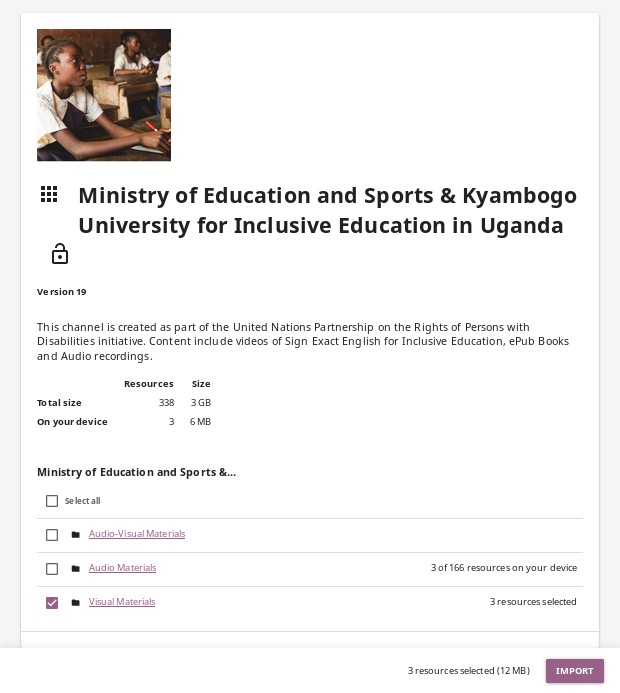 Ministry of Education and Sports & Kyambogo
University for Inclusive Education in Uganda
Version 19
This channel is created as part of the United Nations Partnership on the Rights of Persons with
Disabilities initiative. Content include videos of Sign Exact English for Inclusive Education, ePub Books
and Audio recordings.
Resources Size
Total size 338 3 GB
On your device 3 6 MB
Ministry of Education and Sports &...
Select all
Audio-Visual Materials
Audio Materials 3 of 166 resources on your device
Visual Materials 3 resources selected
3 resources selected (12 MB) IMPORT